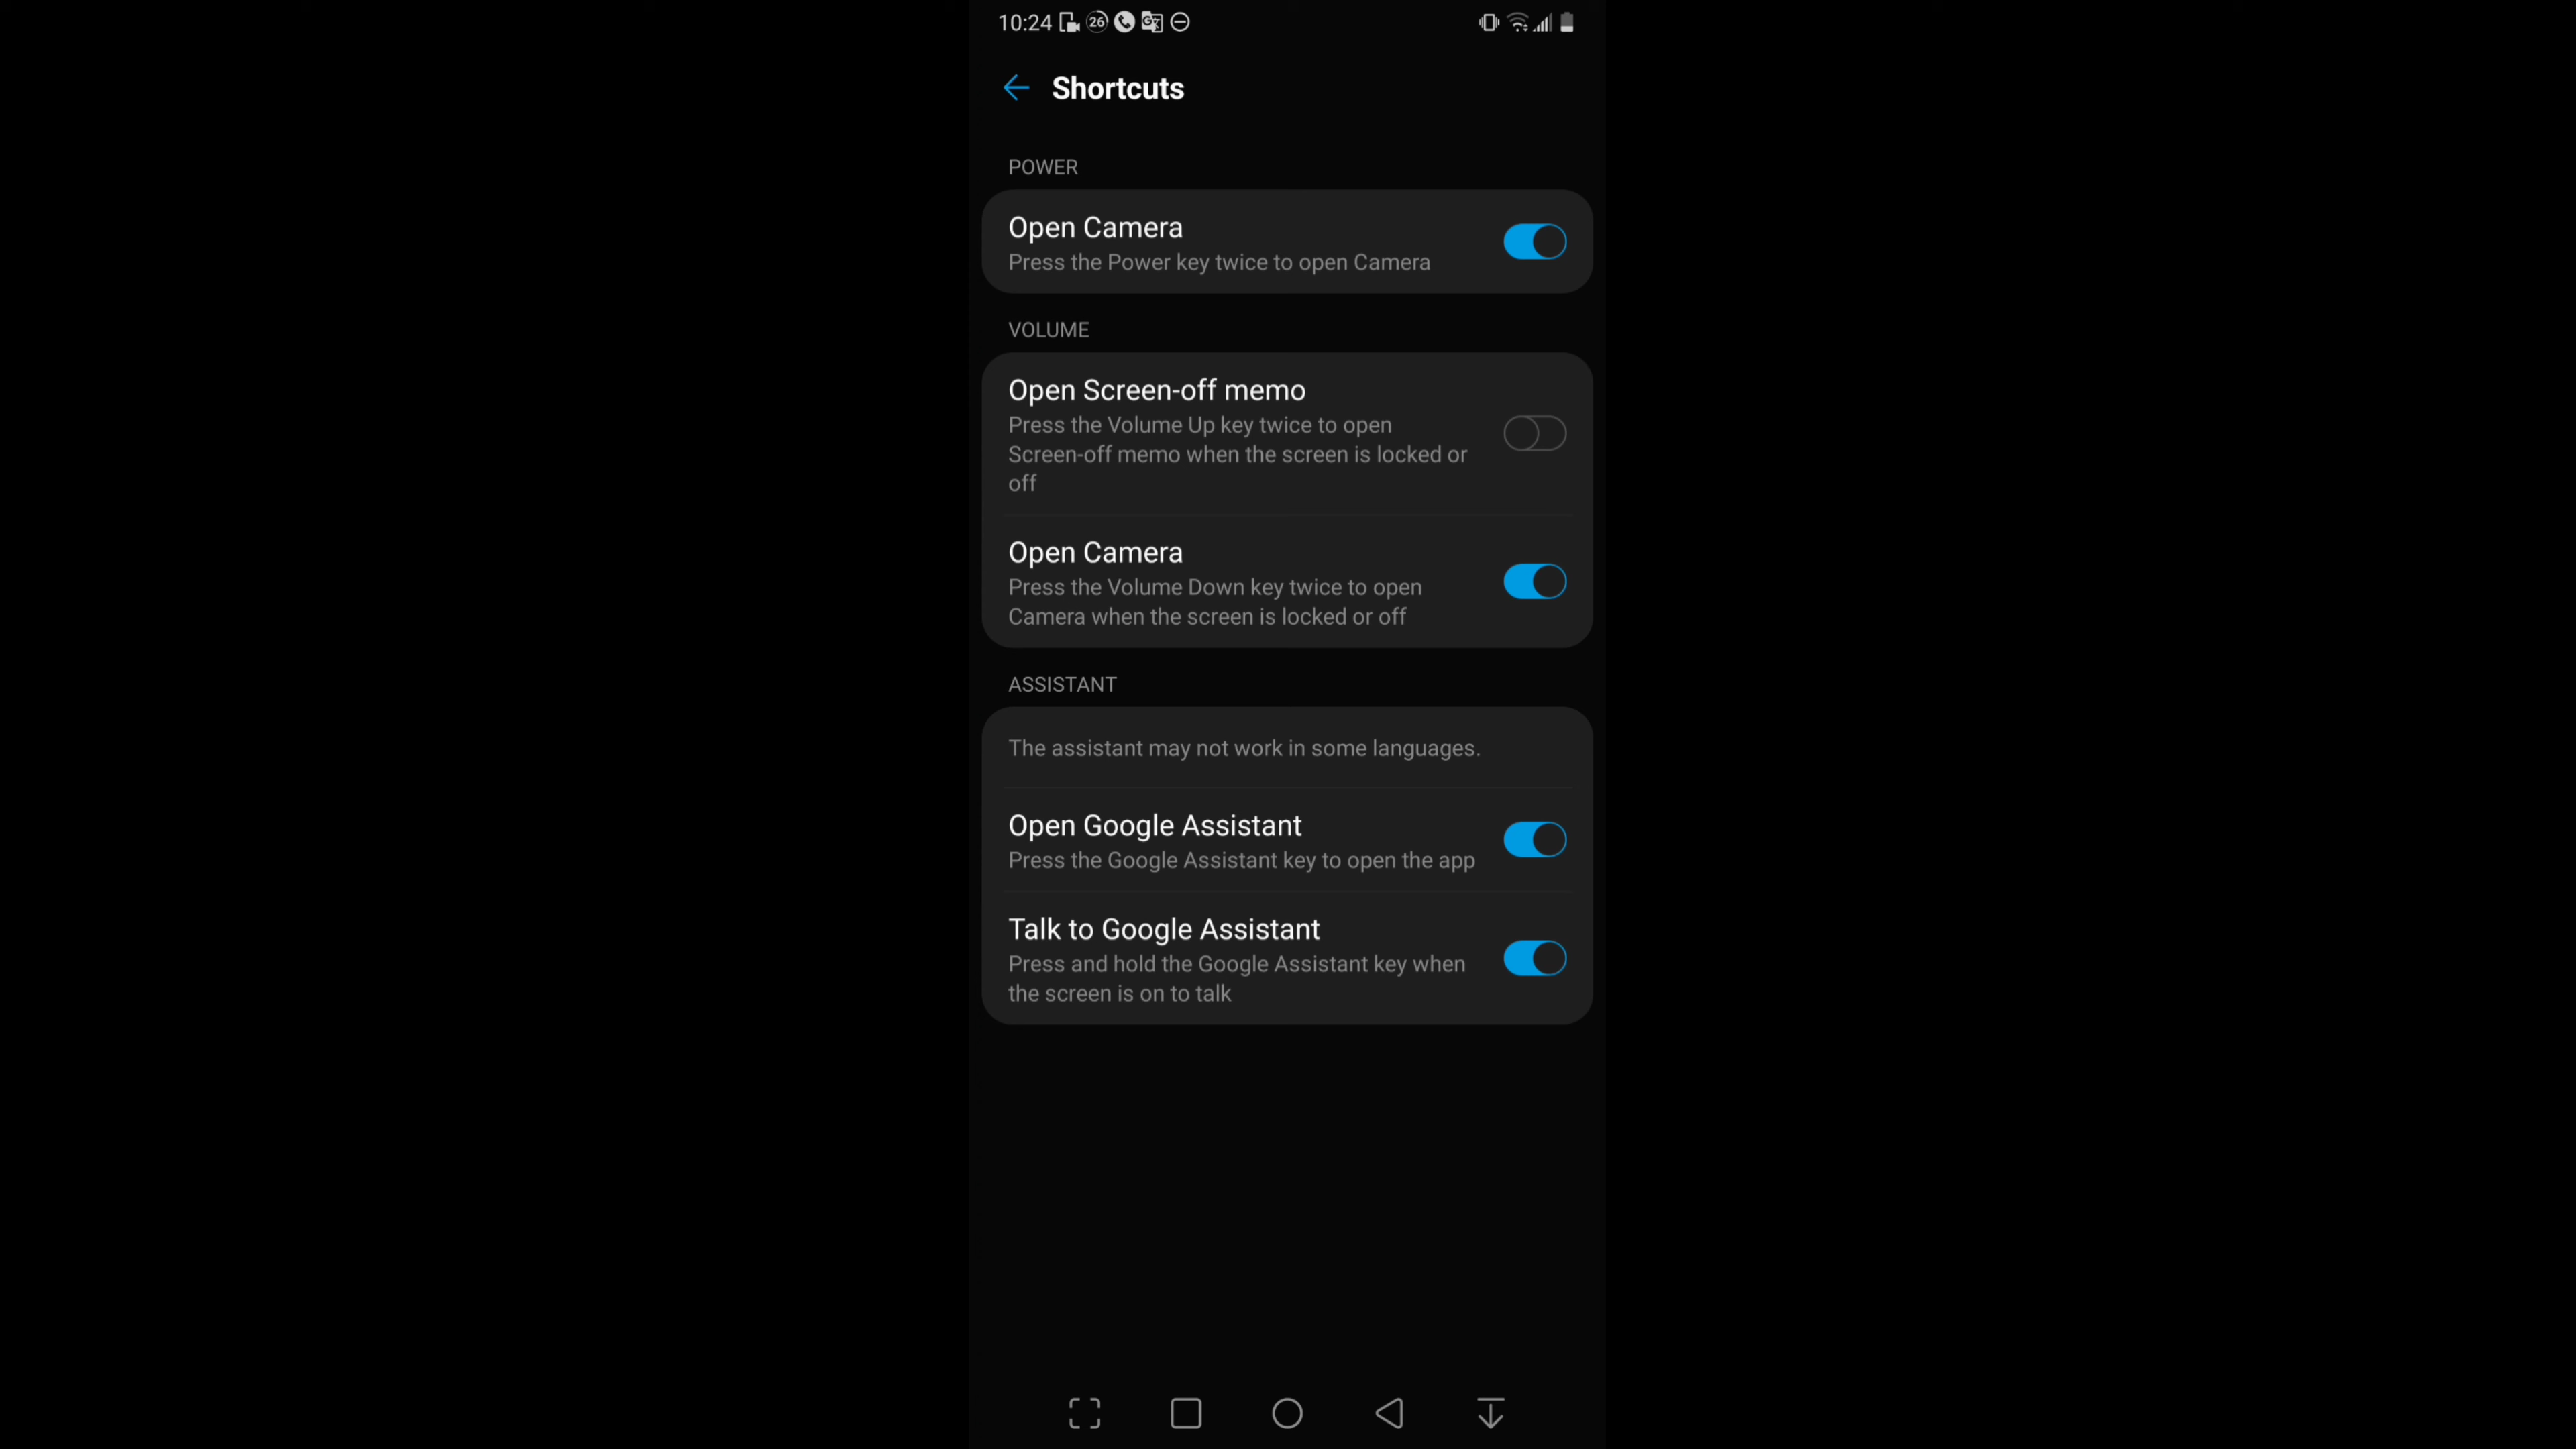 10:24 26
Shortcuts
POWER
Open Camera
Press the Power key twice to open Camera
VOLUME
Open Screen-off memo
Press the Volume Up key twice to open
Screen-off memo when the screen is locked or
off
Open Camera
Press the Volume Down key twice to open
Camera when the screen is locked or off
ASSISTANT
The assistant may not work in some languages.
Open Google Assistant
Press the Google Assistant key to open the app
Talk to Google Assistant
Press and hold the Google Assistant key when
the screen is on to talk